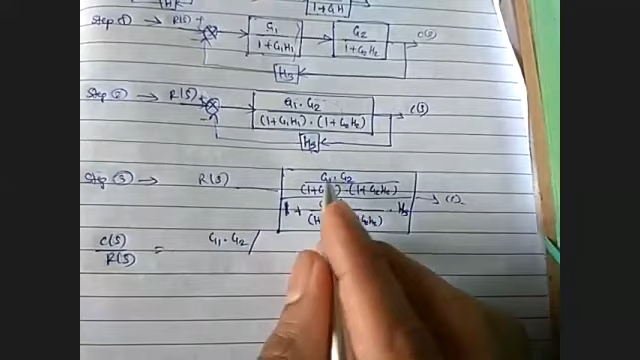 1+G₁H
Step ① → R(S) + G₁ / 1+G₁H₁ G₂ / 1+G₂H₂ C(S)
H₃
Step ② → R(S) + G₁ . G₂ / (1+G₁H₁) . (1+G₂H₂) C(S)
H₃
Step ③ → R(S) G₁ . G₂ / (1+G . (1+G₂H₂)
1 + . H₃
G₂H₂)
C(S) / R(S) = G₁ . G₂ /